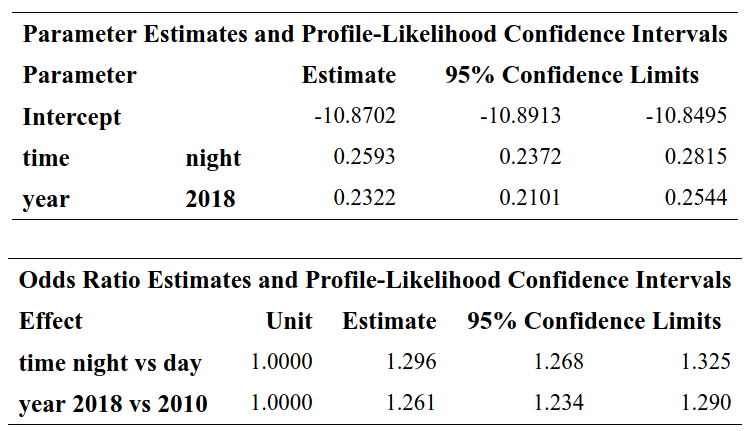 Parameter Estimates and Profile-Likelihood Confidence Intervals
Parameter Estimate 95% Confidence Limits
Intercept -10.8702 -10.8913 -10.8495
time night 0.2593 0.2372 0.2815
year 2018 0.2322 0.2101 0.2544
Odds Ratio Estimates and Profile-Likelihood Confidence Intervals
Effect Unit Estimate 95% Confidence Limits
time night vs day 1.0000 1.296 1.268 1.325
year 2018 vs 2010 1.0000 1.261 1.234 1.290